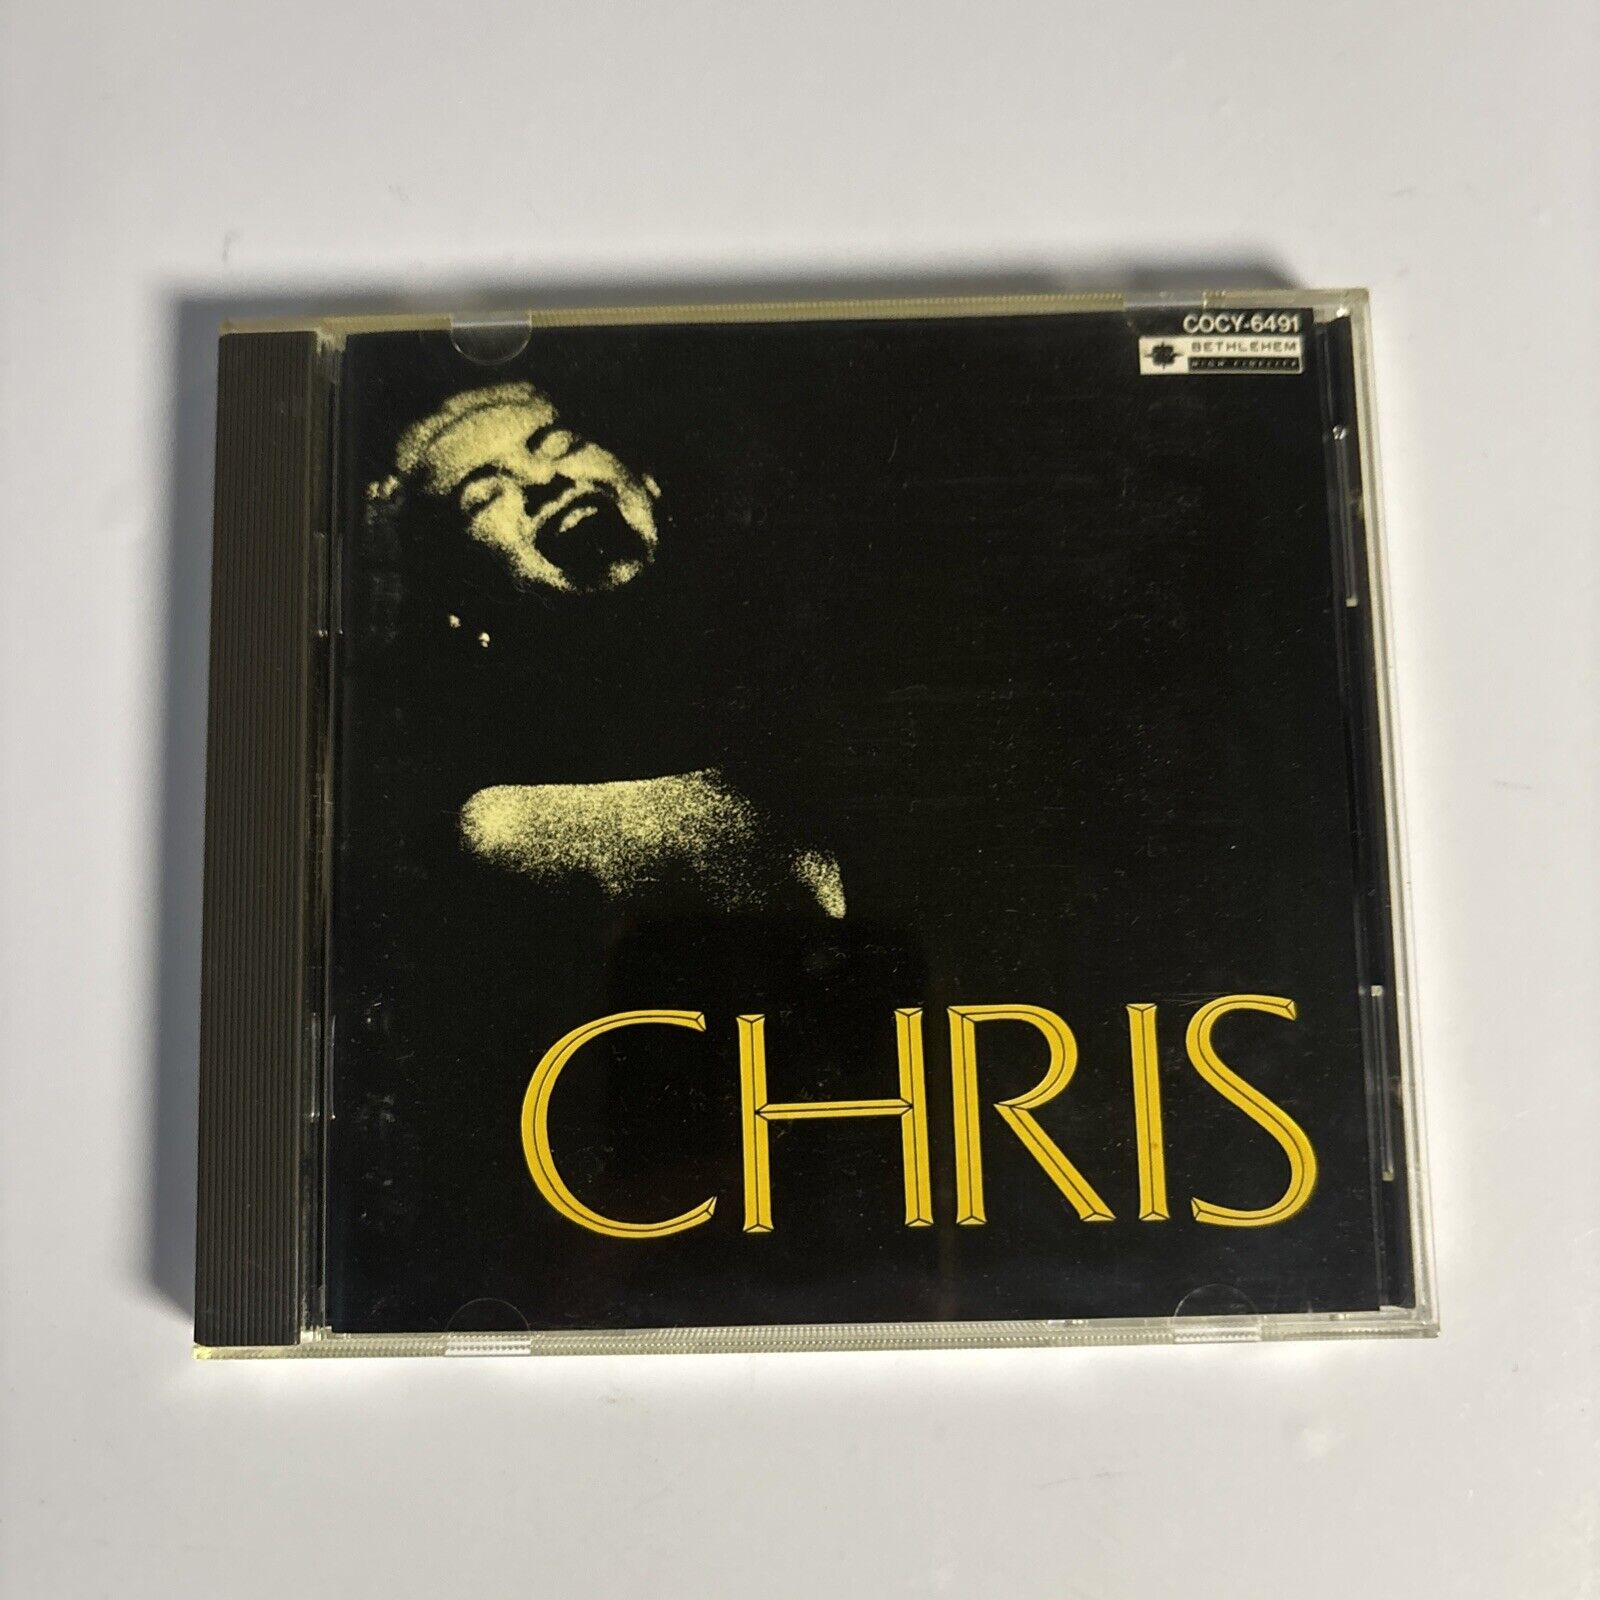 COCY-6491
BETHLEHEM
HIGH FIDELITY
CHRIS